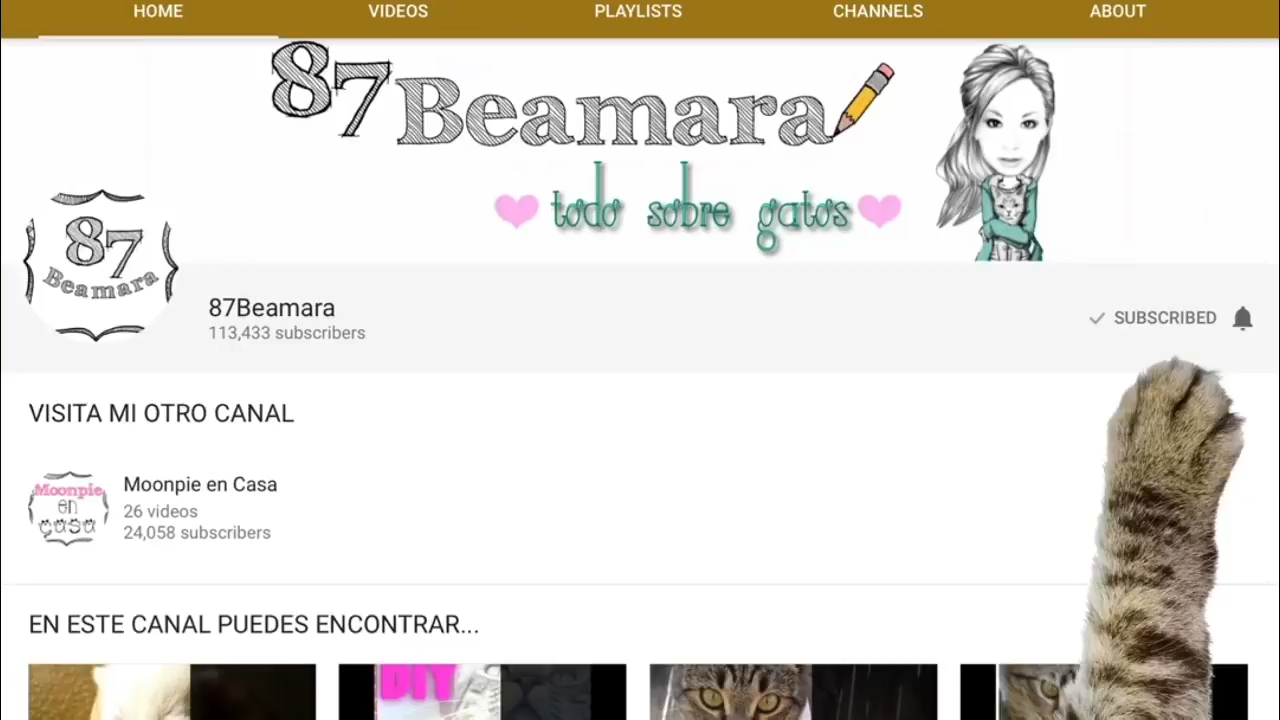 HOME VIDEOS PLAYLISTS CHANNELS ABOUT
87Beamara
todo sobre gatos
87
Beamara
87Beamara
113,433 subscribers
SUBSCRIBED
VISITA MI OTRO CANAL
Moonpie
en
casa
Moonpie en Casa
26 videos
24,058 subscribers
EN ESTE CANAL PUEDES ENCONTRAR...
DIY